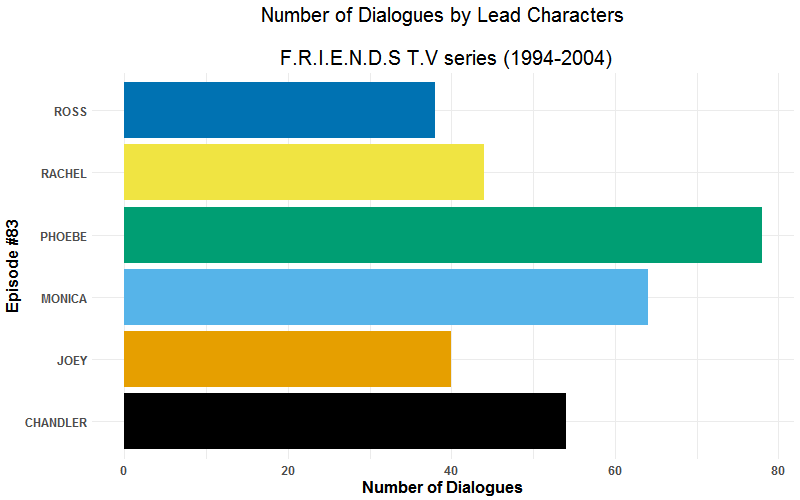 Number of Dialogues by Lead Characters
F.R.I.E.N.D.S T.V series (1994-2004)
Episode #83
ROSS
RACHEL
PHOEBE
MONICA
JOEY
CHANDLER
0 20 40 60 80
Number of Dialogues